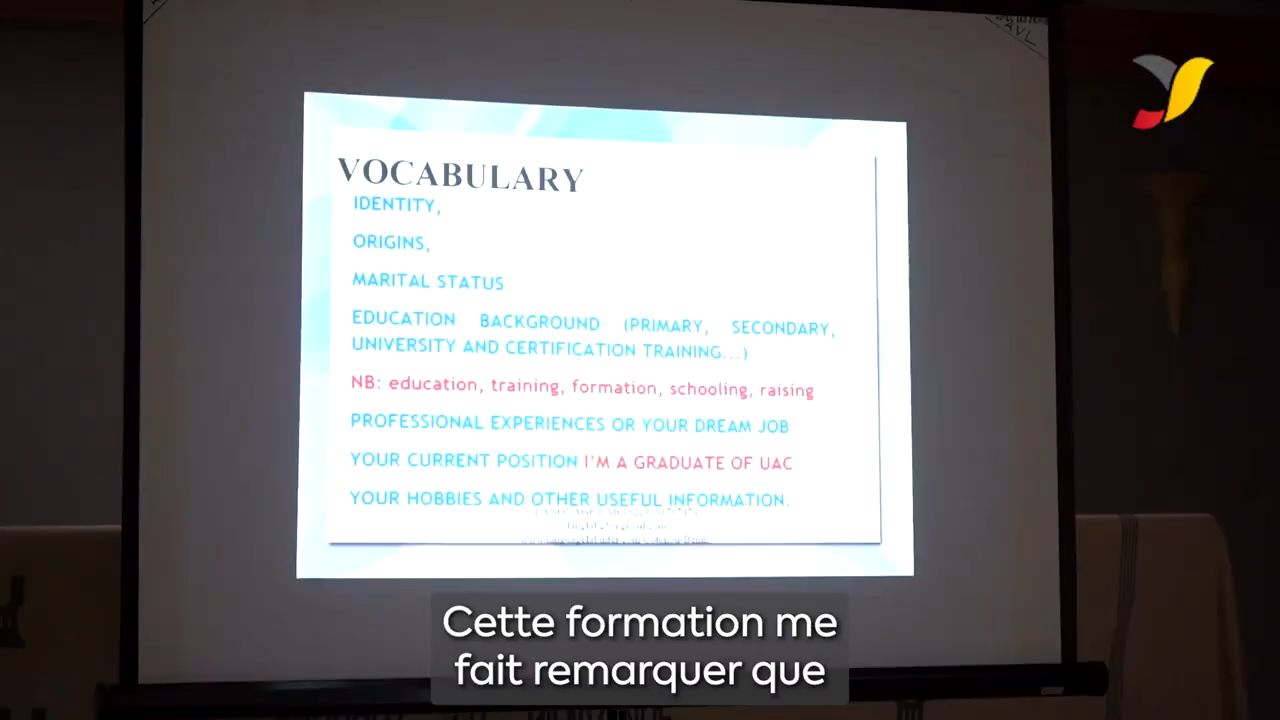 AVL
VOCABULARY
IDENTITY,
ORIGINS,
MARITAL STATUS
EDUCATION BACKGROUND (PRIMARY, SECONDARY,
UNIVERSITY AND CERTIFICATION TRAINING...)
NB: education, training, formation, schooling, raising
PROFESSIONAL EXPERIENCES OR YOUR DREAM JOB
YOUR CURRENT POSITION I'M A GRADUATE OF UAC
YOUR HOBBIES AND OTHER USEFUL INFORMATION.
Cette formation me
fait remarquer que